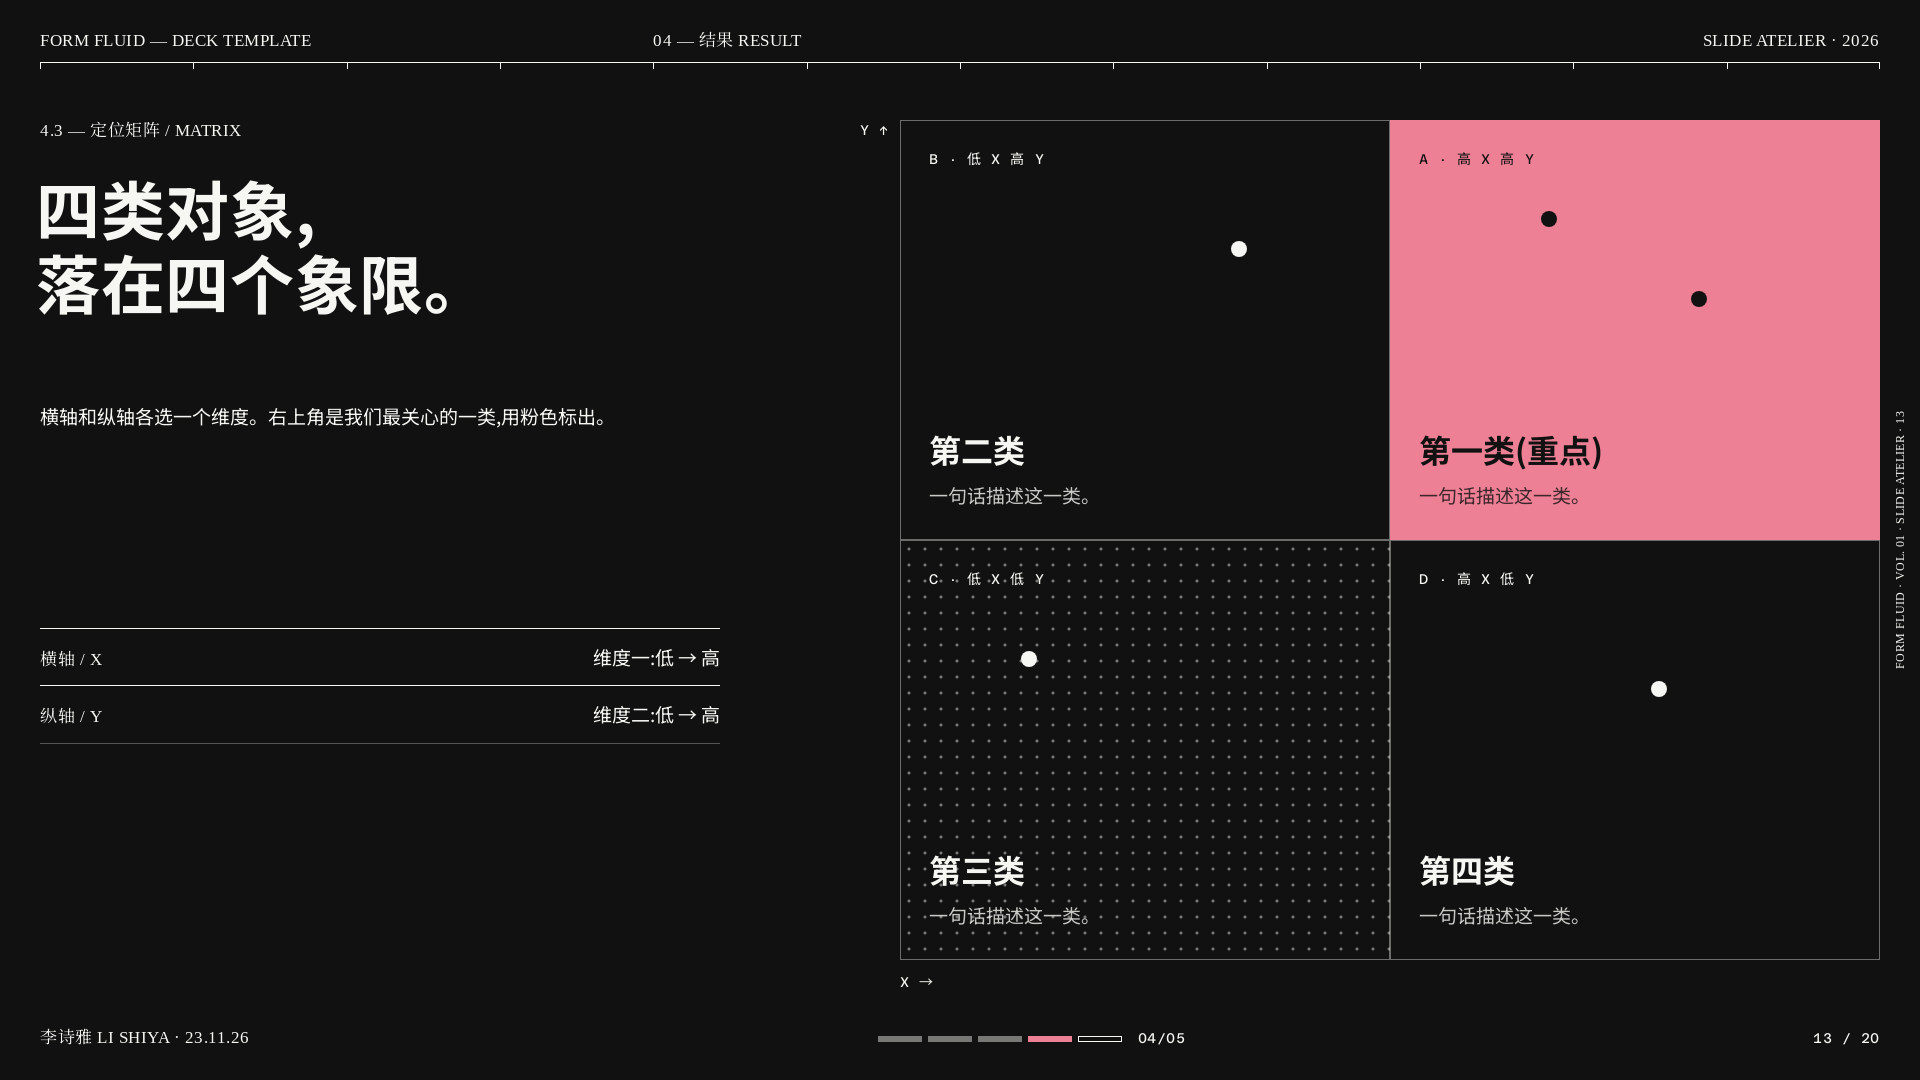 FORM FLUID — DECK TEMPLATE
04 — 结果 RESULT
SLIDE ATELIER · 2026
4.3 — 定位矩阵 / MATRIX
四类对象,
落在四个象限。
横轴和纵轴各选一个维度。右上角是我们最关心的一类,用粉色标出。
横轴 / X
维度一:低 → 高
纵轴 / Y
维度二:低 → 高
Y ↑
B · 低 X 高 Y
第二类
一句话描述这一类。
A · 高 X 高 Y
第一类(重点)
一句话描述这一类。
C · 低 X 低 Y
第三类
一句话描述这一类。
D · 高 X 低 Y
第四类
一句话描述这一类。
X →
FORM FLUID · VOL. 01 · SLIDE ATELIER · 13
李诗雅 LI SHIYA · 23.11.26
04/05
13 / 20